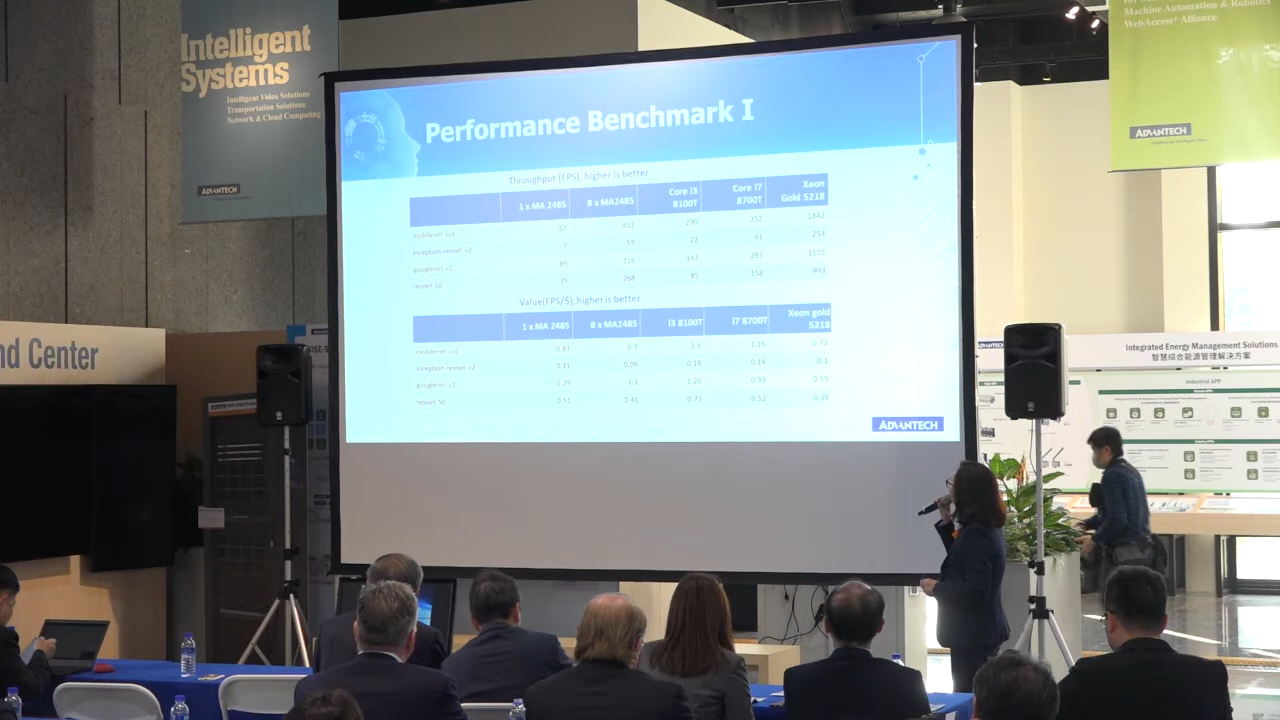 Intelligent
Systems
Intelligent Video Solutions
Transportation Solutions
Network & Cloud Computing
ADVANTECH
Machine Automation & Robotics
WebAccess+ Alliance
ADVANTECH
Performance Benchmark I
Throughput (FPS), higher is better
1 x MA 2485 8 x MA2485 Core i3 8100T Core i7 8700T Xeon Gold 5218
mobilenet-ssd 57 452 290 352 1842
inception-resnet-v2 7 59 22 41 253
googlenet-v1 89 716 147 283 1515
resnet-50 35 268 85 158 993
Value(FPS/$), higher is better
1 x MA 2485 8 x MA2485 i3 8100T i7 8700T Xeon gold 5218
mobilenet-ssd 0.7 1.6 1.16 0.72
inception-resnet-v2 0.11 0.09 0.14 0.1
googlenet-v1 1.29 1.1 1.26 0.93 0.59
resnet-50 0.51 0.41 0.73 0.52 0.39
ADVANTECH
nd Center
ADVANTECH
Integrated Energy Management Solutions
智慧綜合能源管理解決方案
Industrial APP